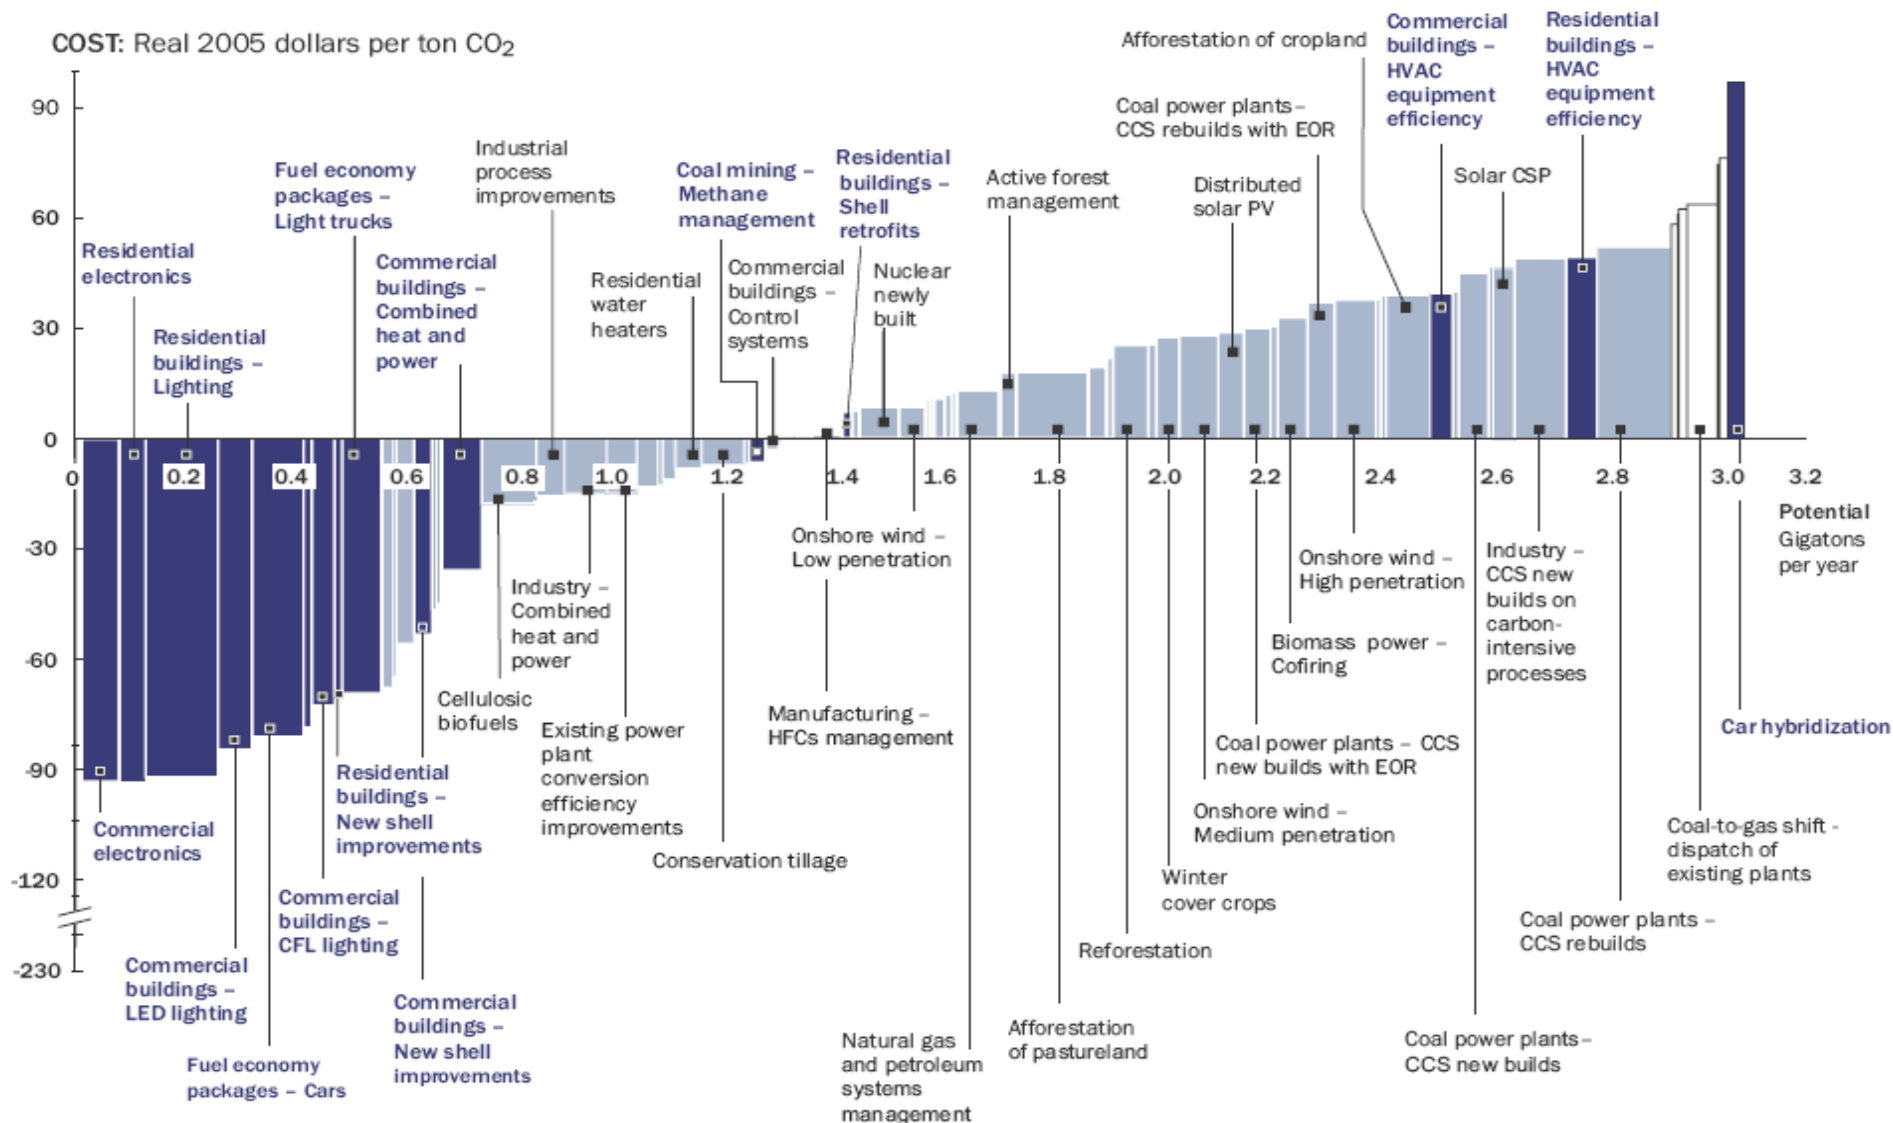 COST: Real 2005 dollars per ton CO2
90
60
30
0
-30
-60
-90
-120
-230
0
0.2
0.4
0.6
0.8
1.0
1.2
1.4
1.6
1.8
2.0
2.2
2.4
2.6
2.8
3.0
3.2
Potential
Gigatons
per year
Residential
electronics
Residential
buildings –
Lighting
Fuel economy
packages –
Light trucks
Commercial
buildings –
Combined
heat and
power
Industrial
process
improvements
Residential
water
heaters
Coal mining –
Methane
management
Commercial
buildings –
Control
systems
Residential
buildings –
Shell
retrofits
Nuclear
newly
built
Active forest
management
Coal power plants–
CCS rebuilds with EOR
Distributed
solar PV
Afforestation of cropland
Commercial
buildings –
HVAC
equipment
efficiency
Solar CSP
Residential
buildings –
HVAC
equipment
efficiency
Commercial
electronics
Commercial
buildings –
LED lighting
Fuel economy
packages – Cars
Commercial
buildings –
CFL lighting
Residential
buildings –
New shell
improvements
Commercial
buildings –
New shell
improvements
Cellulosic
biofuels
Industry –
Combined
heat and
power
Existing power
plant
conversion
efficiency
improvements
Conservation tillage
Onshore wind –
Low penetration
Manufacturing –
HFCs management
Natural gas
and petroleum
systems
management
Afforestation
of pastureland
Reforestation
Winter
cover crops
Onshore wind –
Medium penetration
Coal power plants – CCS
new builds with EOR
Biomass power –
Cofiring
Onshore wind –
High penetration
Coal power plants–
CCS new builds
Industry –
CCS new
builds on
carbon-
intensive
processes
Coal power plants –
CCS rebuilds
Coal-to-gas shift -
dispatch of
existing plants
Car hybridization